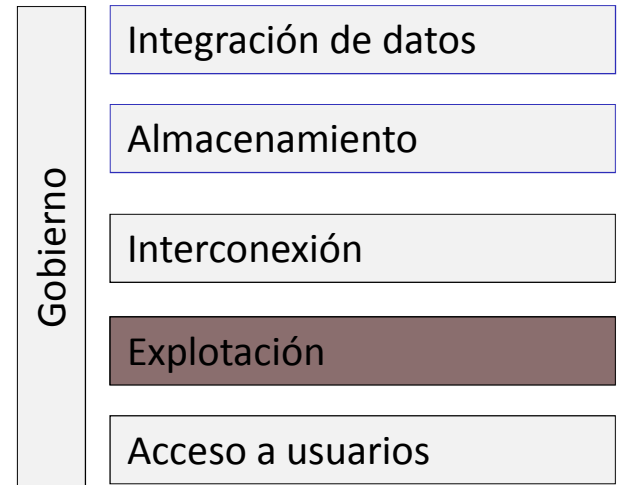 Gobierno
Integración de datos
Almacenamiento
Interconexión
Explotación
Acceso a usuarios